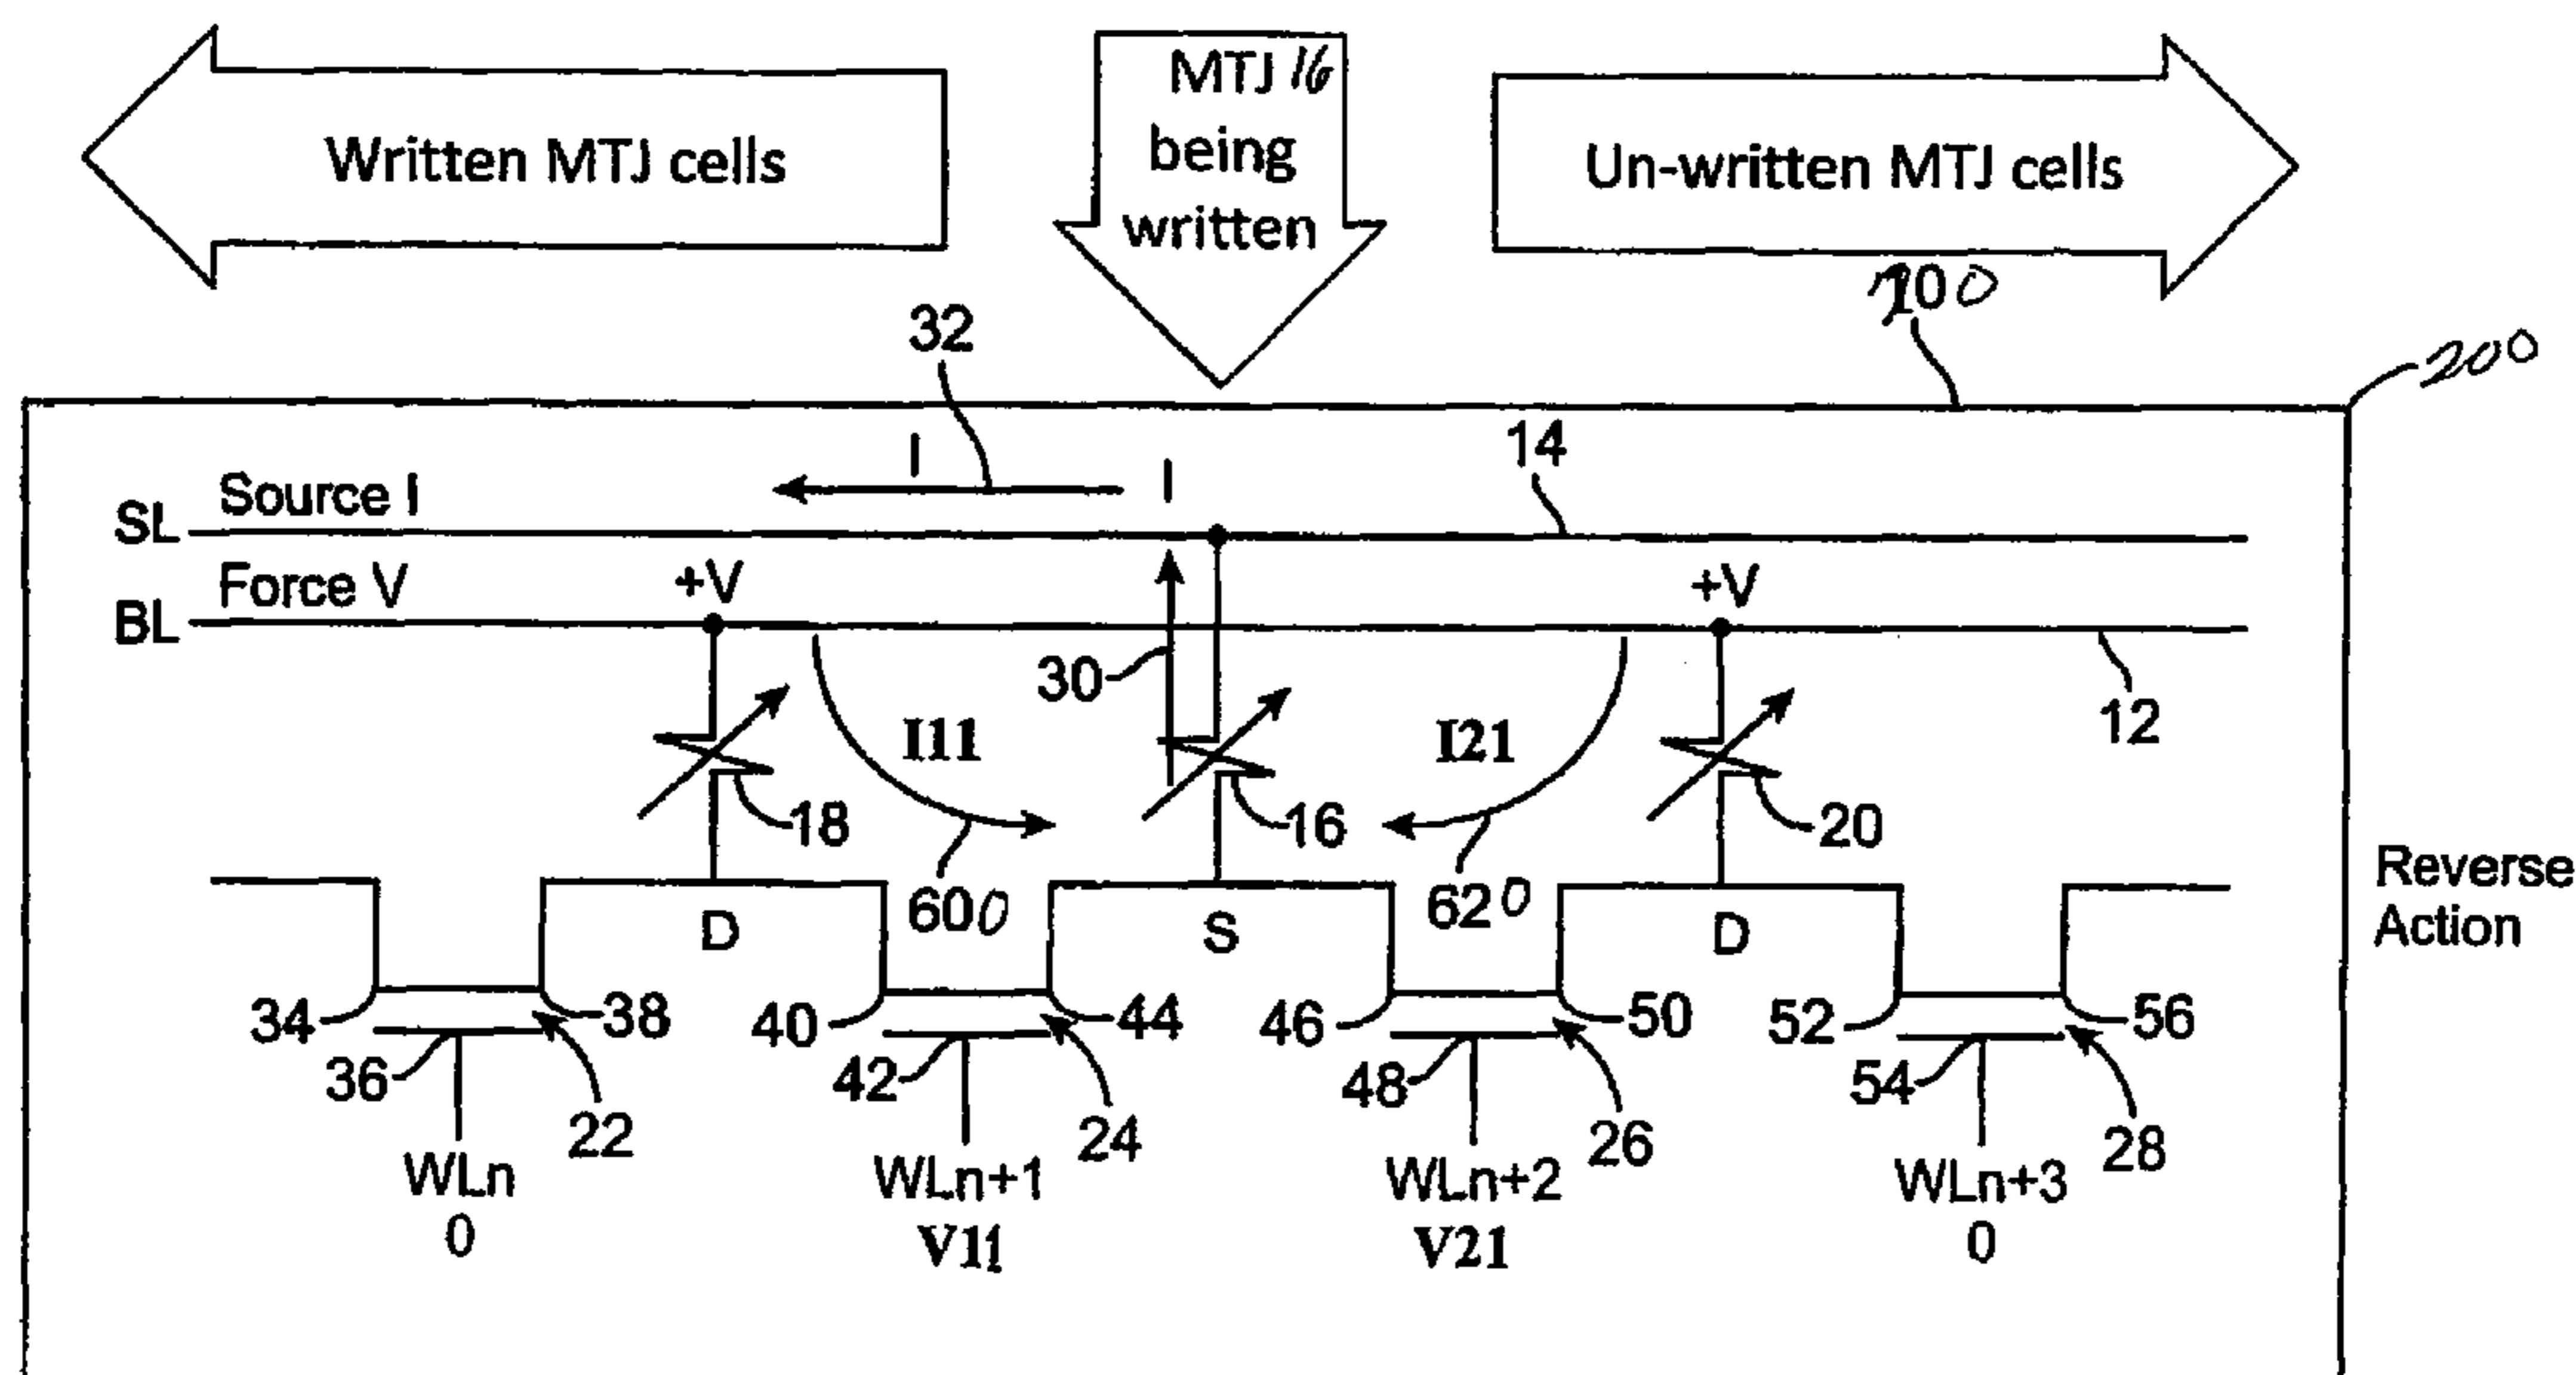 MTJ 16
being
written
Written MTJ cells
Un-written MTJ cells
100
200
32
14
I
I
Source I
SL
Force V
BL
+V
+V
30
12
I11
I21
18
16
20
600
620
D
S
D
Reverse
Action
34
38
40
44
46
50
52
56
36
42
48
54
22
24
26
28
WLn
WLn+1
WLn+2
WLn+3
0
V11
V21
0